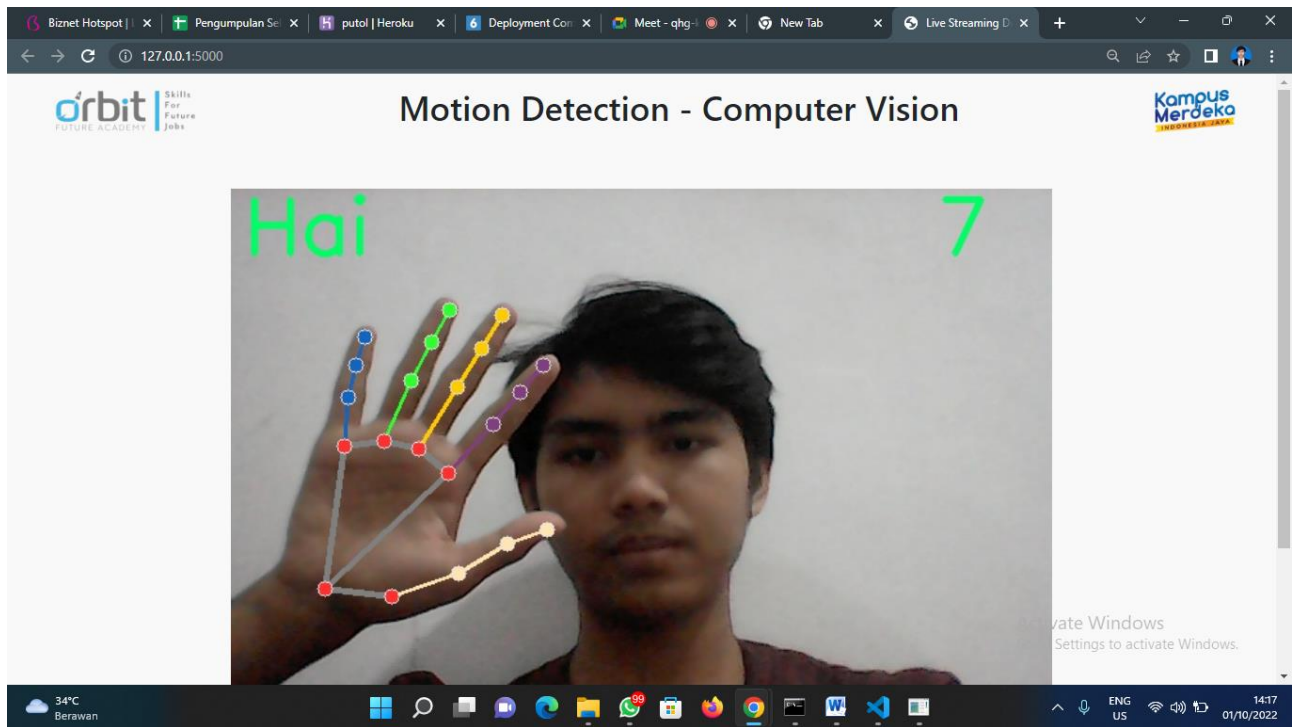 Biznet Hotspot |
Pengumpulan Se
putol | Heroku
Deployment Con
Meet - qhg-
New Tab
Live Streaming D
127.0.0.1:5000
órbit
FUTURE ACADEMY
Skills
For
Future
Jobs
Motion Detection - Computer Vision
Kampus
Merdeka
INDONESIA JAYA
Hai
7
vate Windows
Settings to activate Windows.
34°C
Berawan
99
ENG
US
14:17
01/10/2022